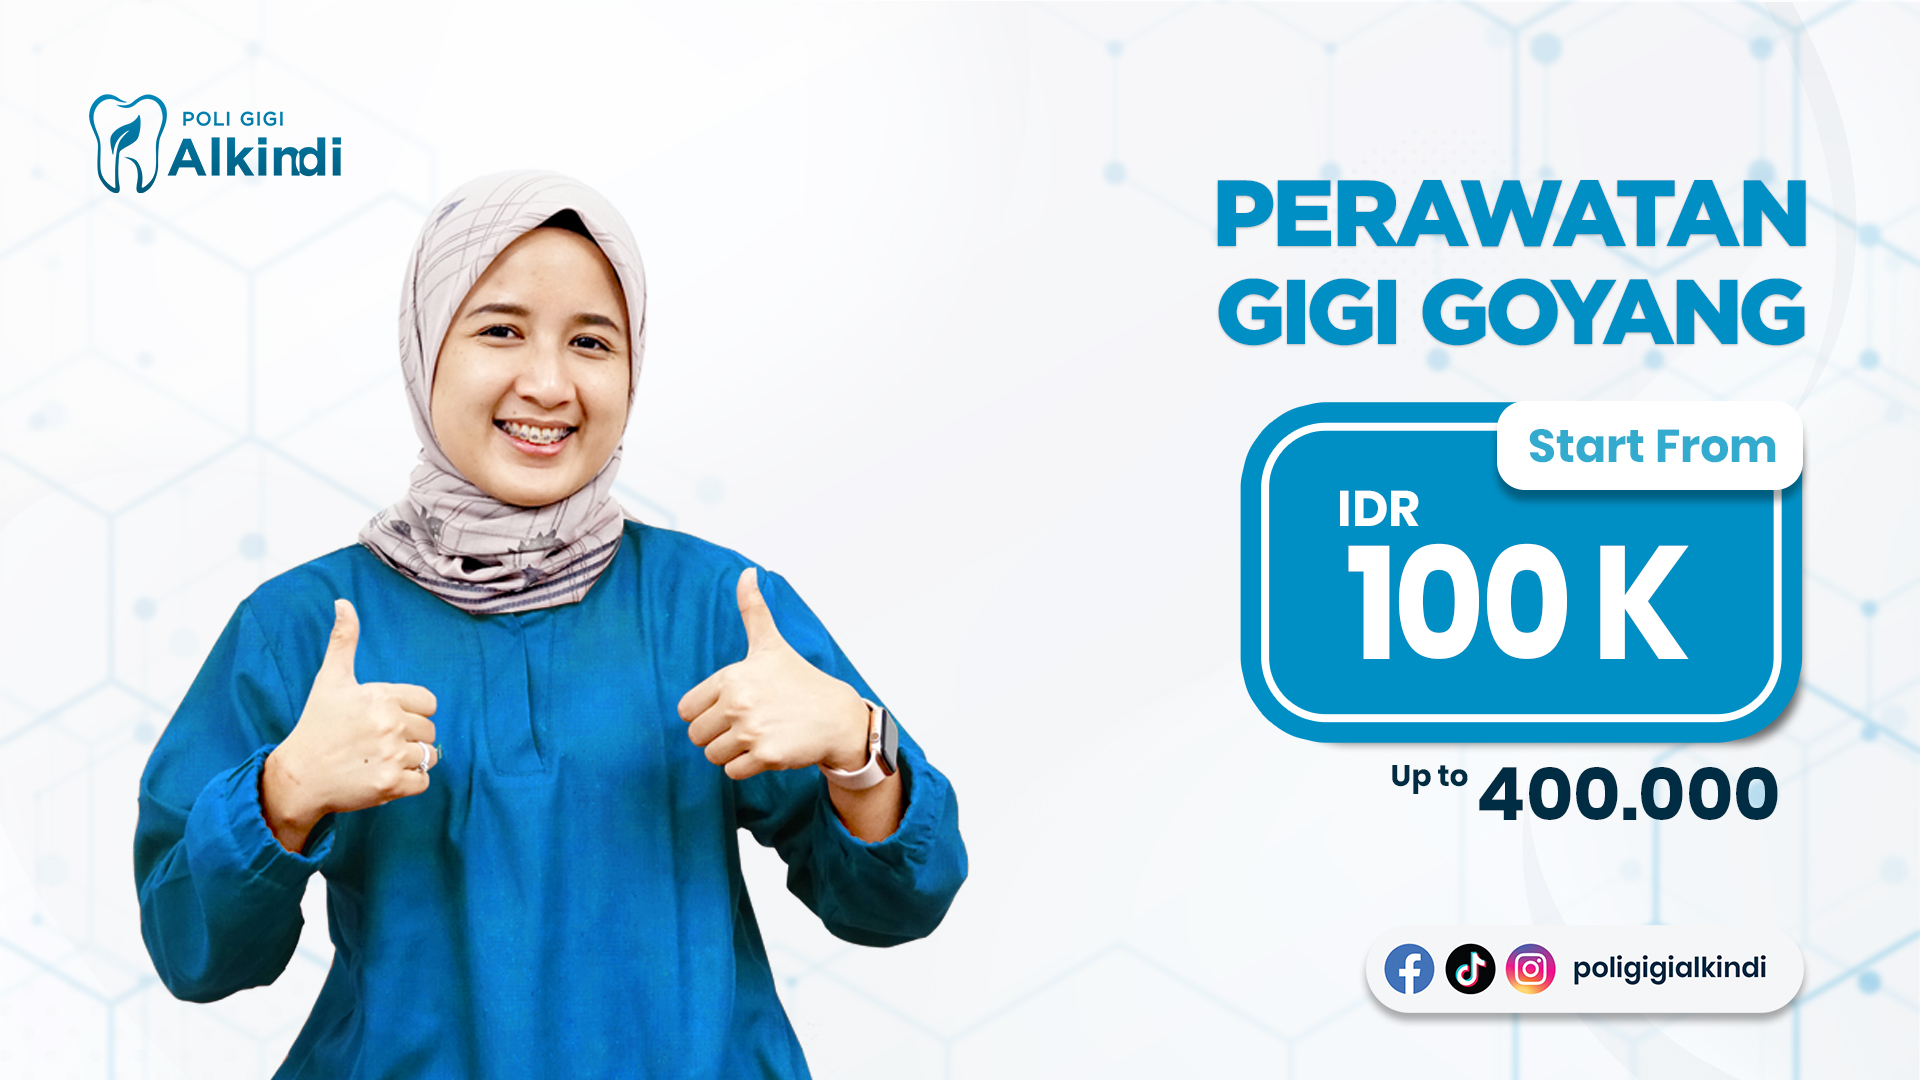 POLI GIGI
Alkindi
PERAWATAN
GIGI GOYANG
Start From
IDR
100 K
Up to 400.000
poligigialkindi